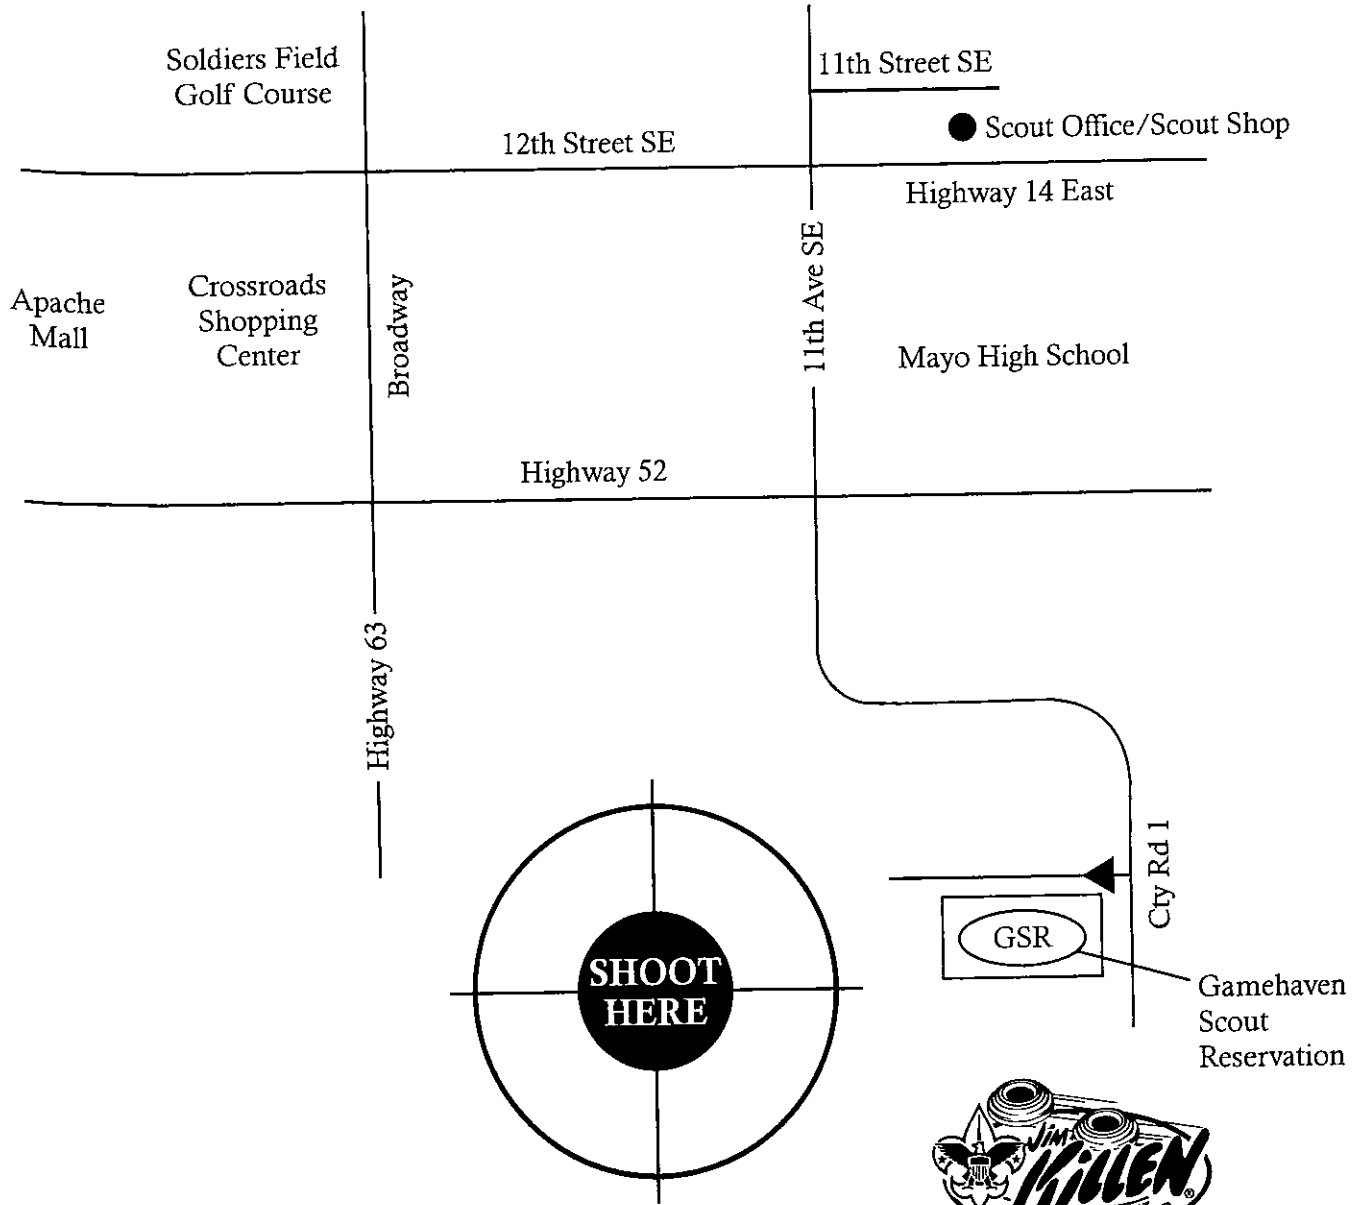 Soldiers Field
Golf Course
11th Street SE
Scout Office/Scout Shop
12th Street SE
Highway 14 East
Apache
Mall
Crossroads
Shopping
Center
Broadway
11th Ave SE
Mayo High School
Highway 52
Highway 63
Cty Rd 1
GSR
SHOOT
HERE
Gamehaven
Scout
Reservation
JIM
KILLEN®